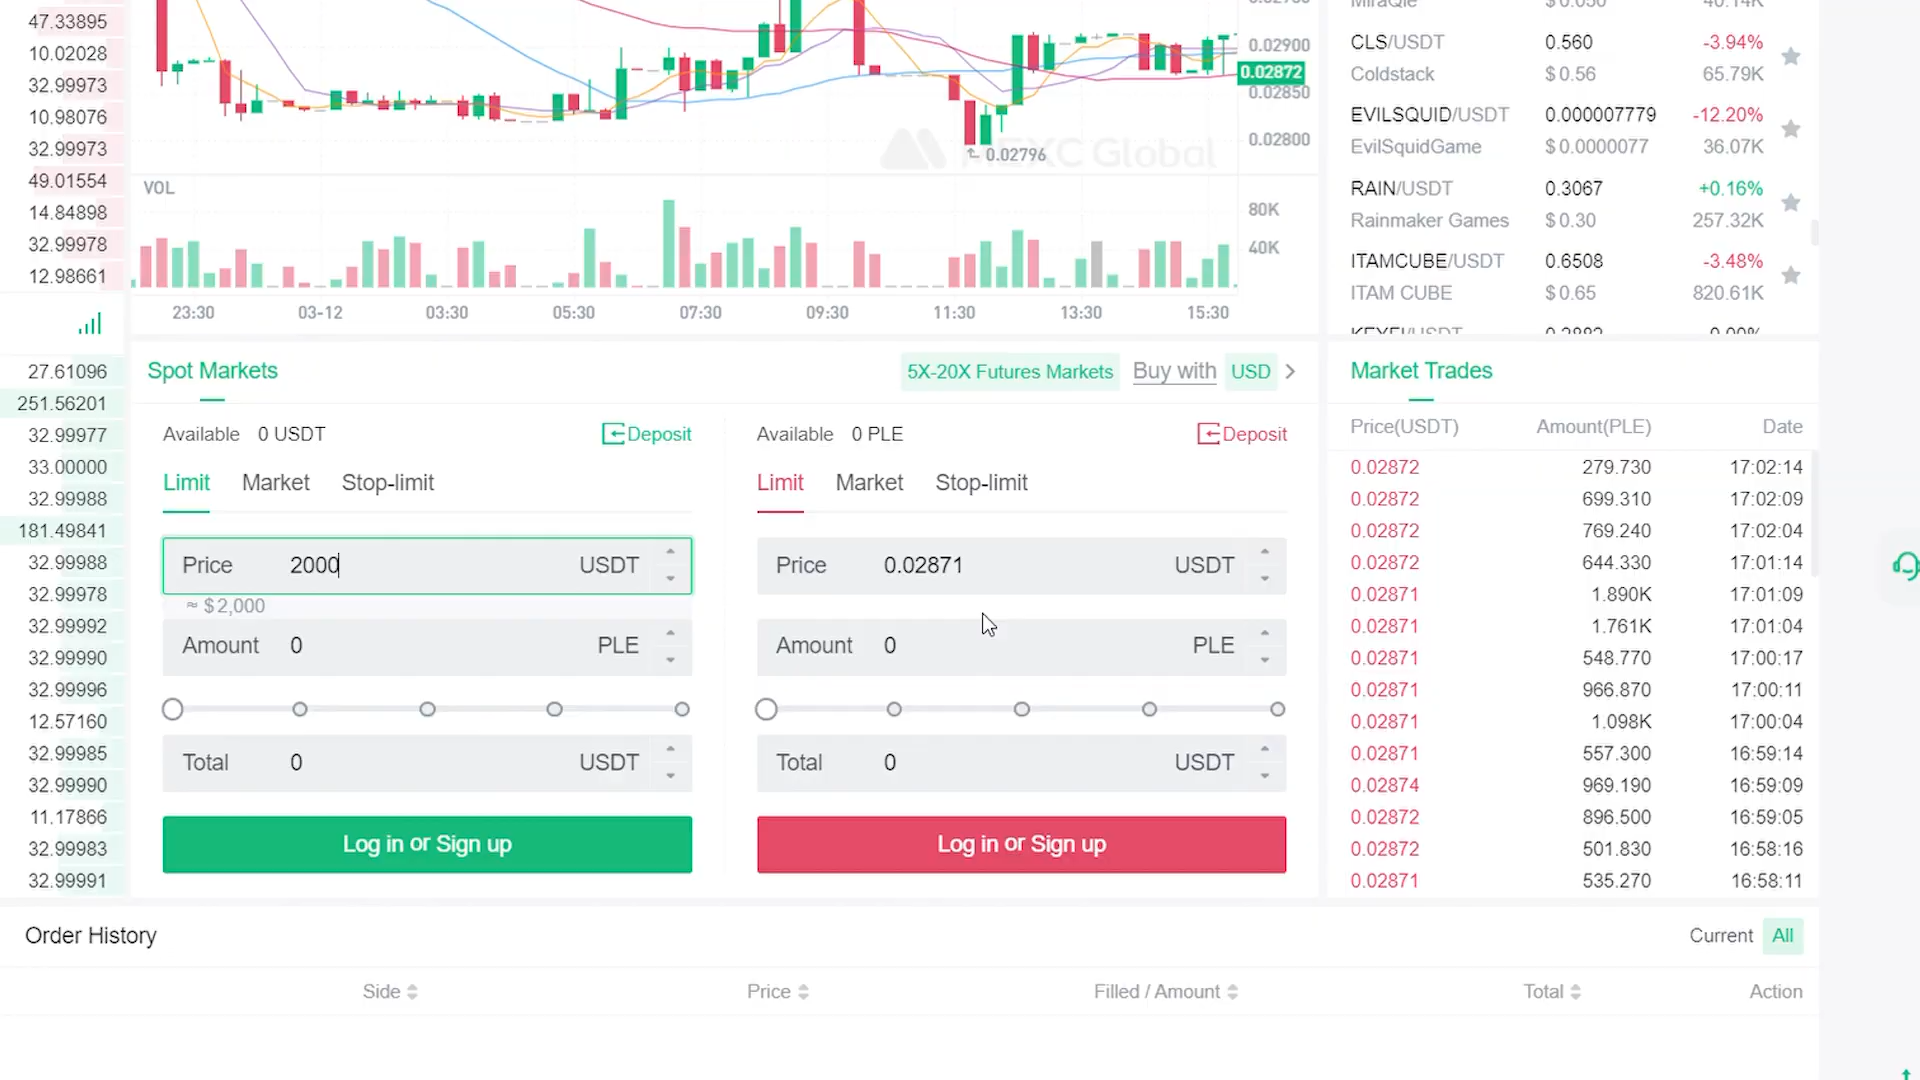 47.33895
10.02028
32.99973
10.98076
32.99973
49.01554
14.84898
32.99978
12.98661
27.61096
251.56201
32.99977
33.00000
32.99988
181.49841
32.99988
32.99978
32.99992
32.99990
32.99996
12.57160
32.99985
32.99990
11.17866
32.99983
32.99991
0.02900
0.02872
0.02850
0.02800
0.02796
MEXC Global
VOL
80K
40K
23:30 03-12 03:30 05:30 07:30 09:30 11:30 13:30 15:30
MiraQle $0.050 40.14K
CLS/USDT 0.560 -3.94%
Coldstack $0.56 65.79K
EVILSQUID/USDT 0.000007779 -12.20%
EvilSquidGame $0.0000077 36.07K
RAIN/USDT 0.3067 +0.16%
Rainmaker Games $0.30 257.32K
ITAMCUBE/USDT 0.6508 -3.48%
ITAM CUBE $0.65 820.61K
Spot Markets 5X-20X Futures Markets Buy with USD
Available 0 USDT Deposit
Limit Market Stop-limit
Price 2000 USDT
≈ $2,000
Amount 0 PLE
Total 0 USDT
Log in or Sign up
Available 0 PLE Deposit
Limit Market Stop-limit
Price 0.02871 USDT
Amount 0 PLE
Total 0 USDT
Log in or Sign up
Market Trades
Price(USDT) Amount(PLE) Date
0.02872 279.730 17:02:14
0.02872 699.310 17:02:09
0.02872 769.240 17:02:04
0.02872 644.330 17:01:14
0.02871 1.890K 17:01:09
0.02871 1.761K 17:01:04
0.02871 548.770 17:00:17
0.02871 966.870 17:00:11
0.02871 1.098K 17:00:04
0.02871 557.300 16:59:14
0.02874 969.190 16:59:09
0.02872 896.500 16:59:05
0.02872 501.830 16:58:16
0.02871 535.270 16:58:11
Order History Current All
Side Price Filled / Amount Total Action